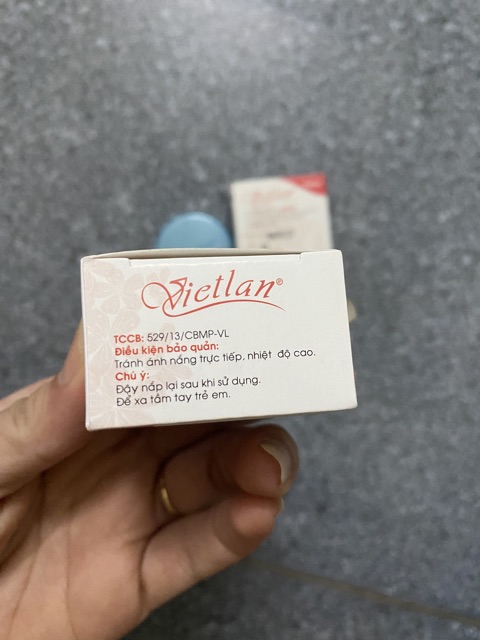 Vietlan®
TCCB: 529/13/CBMP-VL
Điều kiện bảo quản:
Tránh ánh nắng trực tiếp, nhiệt độ cao.
Chú ý:
Đậy nắp lại sau khi sử dụng.
Để xa tầm tay trẻ em.